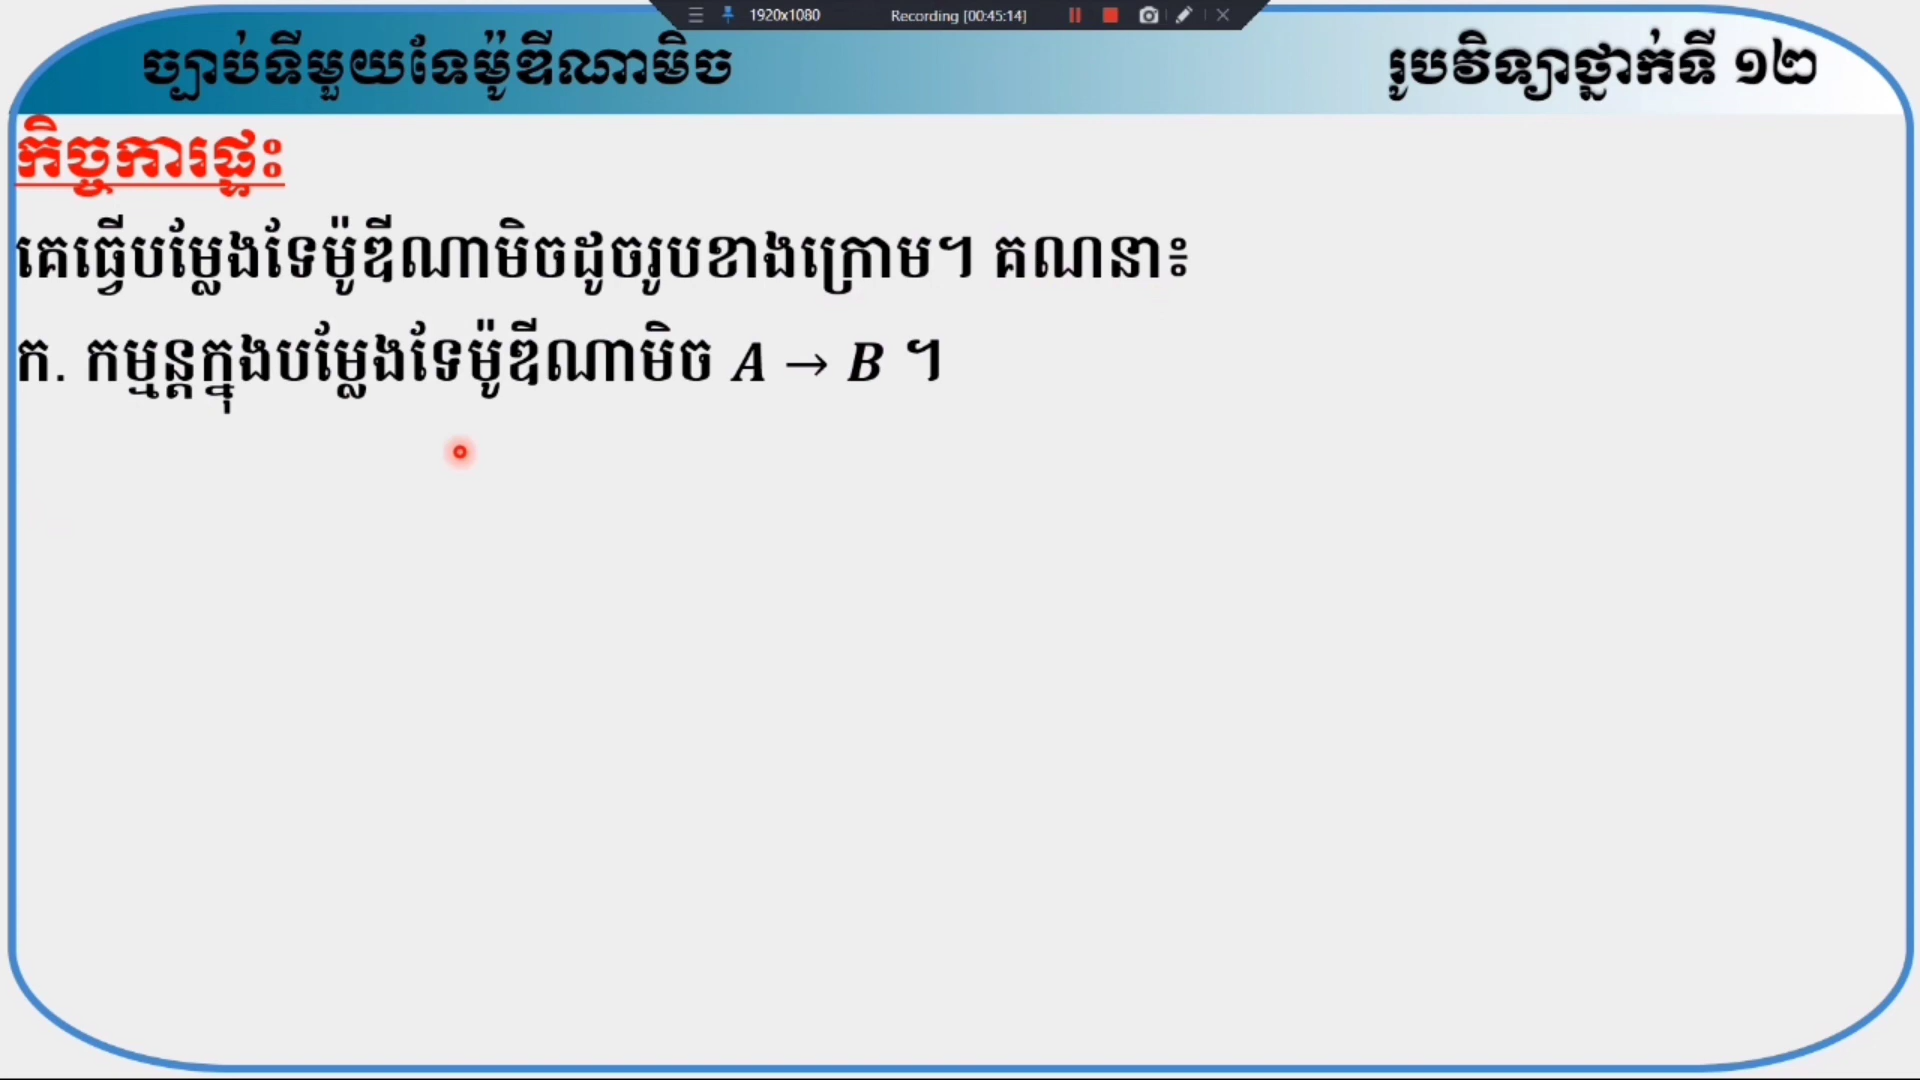 1920x1080 Recording [00:45:14]
ច្បាប់ទីមួយទែម៉ូឌីណាមិច រូបវិទ្យាថ្នាក់ទី ១២
កិច្ចការផ្ទះ
គេធ្វើបម្លែងទែម៉ូឌីណាមិចដូចរូបខាងក្រោម។ គណនា៖
ក. កម្មន្តក្នុងបម្លែងទែម៉ូឌីណាមិច A → B ។